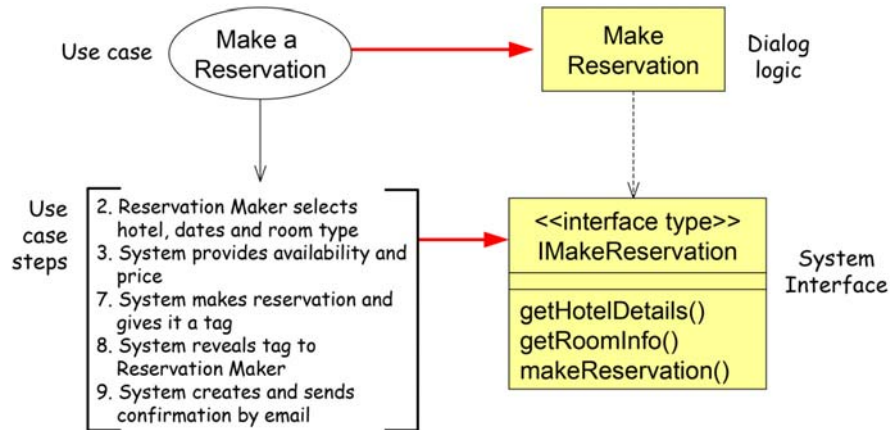 Use case
Make a
Reservation
Make
Reservation
Dialog
logic
Use
case
steps
2. Reservation Maker selects
hotel, dates and room type
3. System provides availability and
price
7. System makes reservation and
gives it a tag
8. System reveals tag to
Reservation Maker
9. System creates and sends
confirmation by email
<<interface type>>
IMakeReservation
getHotelDetails()
getRoomInfo()
makeReservation()
System
Interface